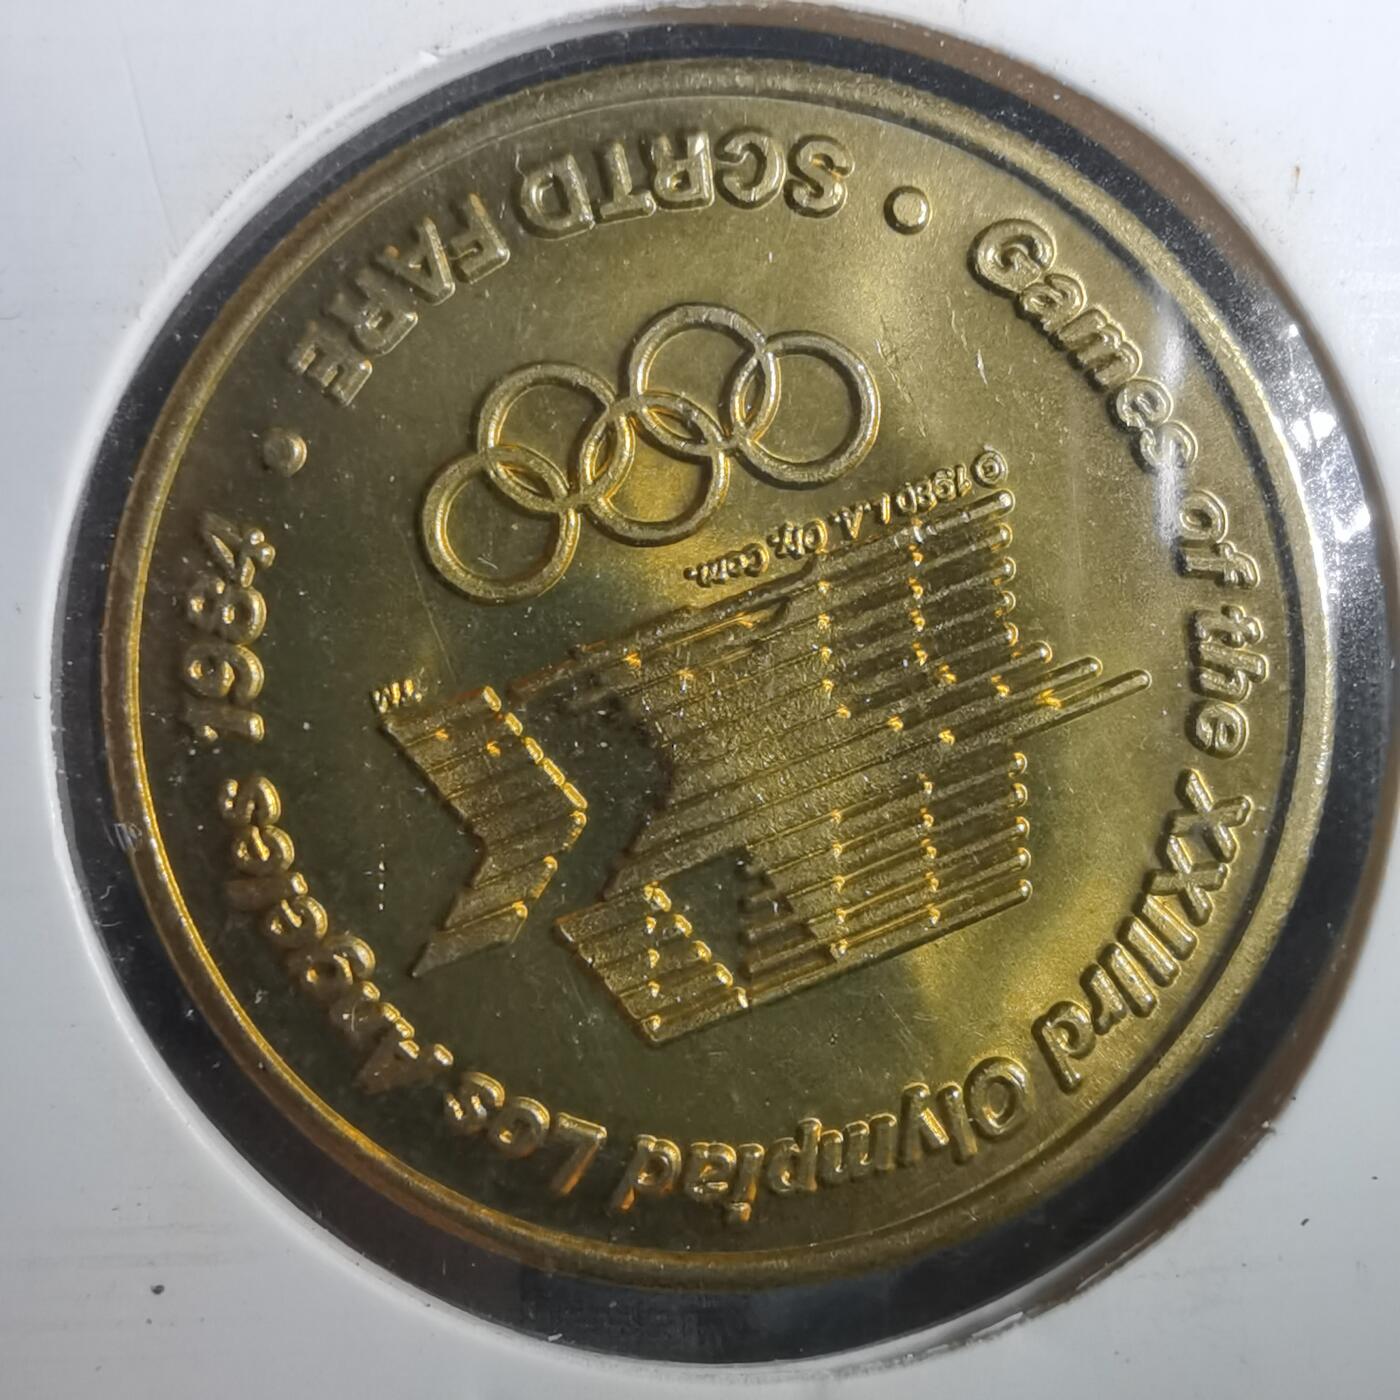 Games of the XXIIIrd Olympiad Los Angeles 1984
• SCRTD FARE •
© 1980 L.A. Oly. Com.
TM